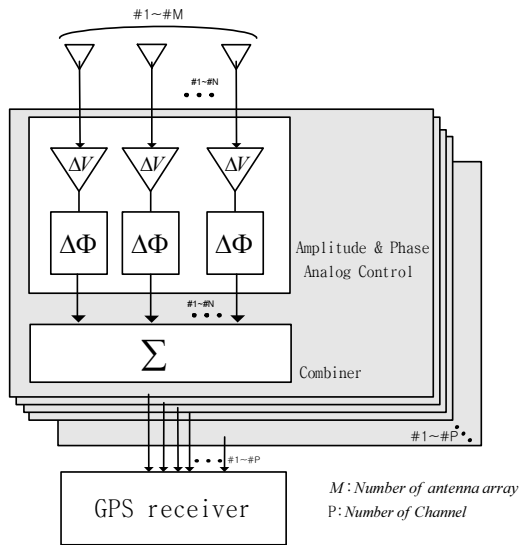 #1~#M
#1~#N
ΔV ΔV ΔV
ΔΦ ΔΦ ΔΦ
Amplitude & Phase
Analog Control
#1~#N
Σ
Combiner
#1~#P
#1~#P
GPS receiver
M : Number of antenna array
P: Number of Channel